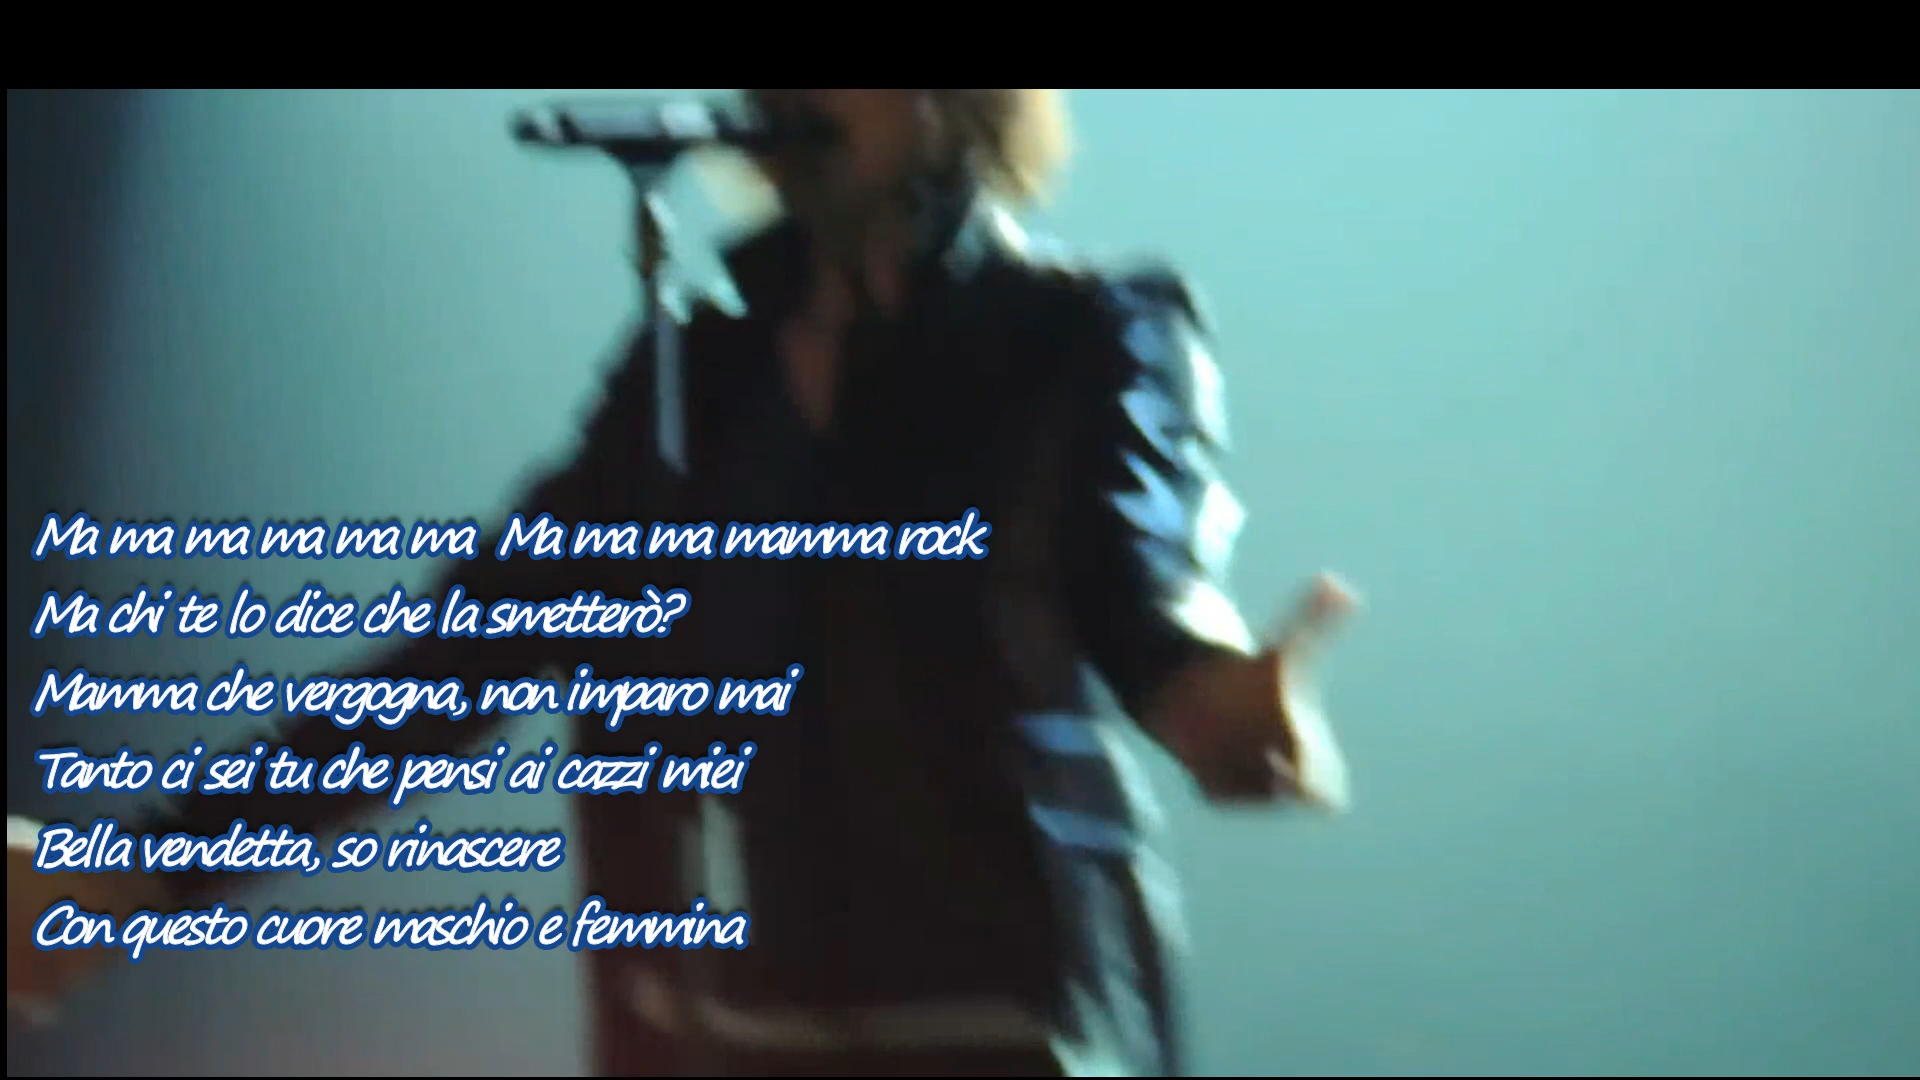 Ma ma ma ma ma ma Ma ma ma mamma rock
Ma chi te lo dice che la smetterò?
Mamma che vergogna, non imparo mai
Tanto ci sei tu che pensi ai cazzi miei
Bella vendetta, so rinascere
Con questo cuore maschio e femmina